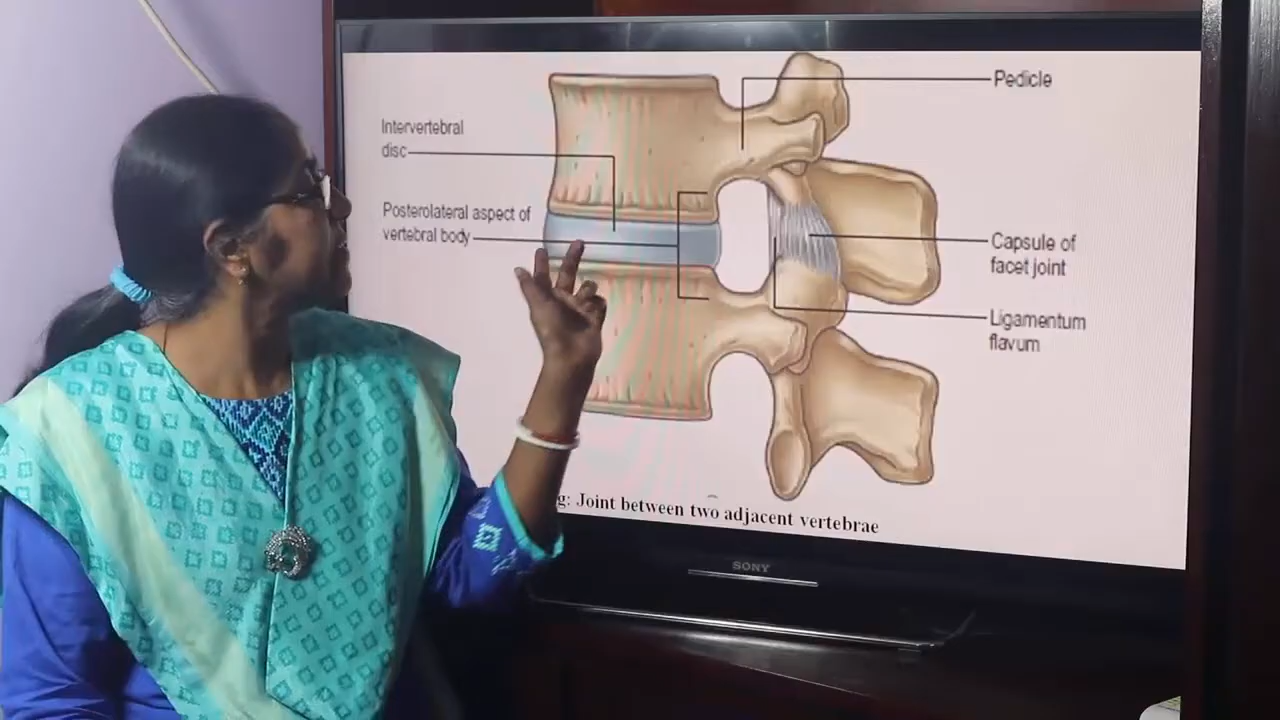 Pedicle
Intervertebral
disc
Posterolateral aspect of
vertebral body
Capsule of
facet joint
Ligamentum
flavum
g: Joint between two adjacent vertebrae
SONY